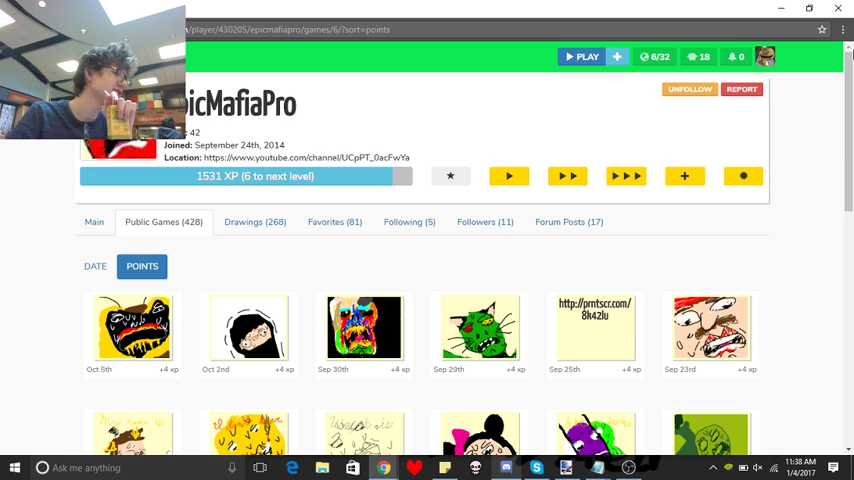 /player/430205/epicmafiapro/games/6/?sort=points
PLAY
6/32
18
0
picMafiaPro
UNFOLLOW
REPORT
: 42
Joined: September 24th, 2014
Location: https://www.youtube.com/channel/UCpPT_0acFwYa
1531 XP (6 to next level)
Main
Public Games (428)
Drawings (268)
Favorites (81)
Following (5)
Followers (11)
Forum Posts (17)
DATE
POINTS
http://prntscr.com/
8k42lu
Oct 5th
+4 xp
Oct 2nd
+4 xp
Sep 30th
+4 xp
Sep 29th
+4 xp
Sep 25th
+4 xp
Sep 23rd
+4 xp
Ask me anything
11:38 AM
1/4/2017